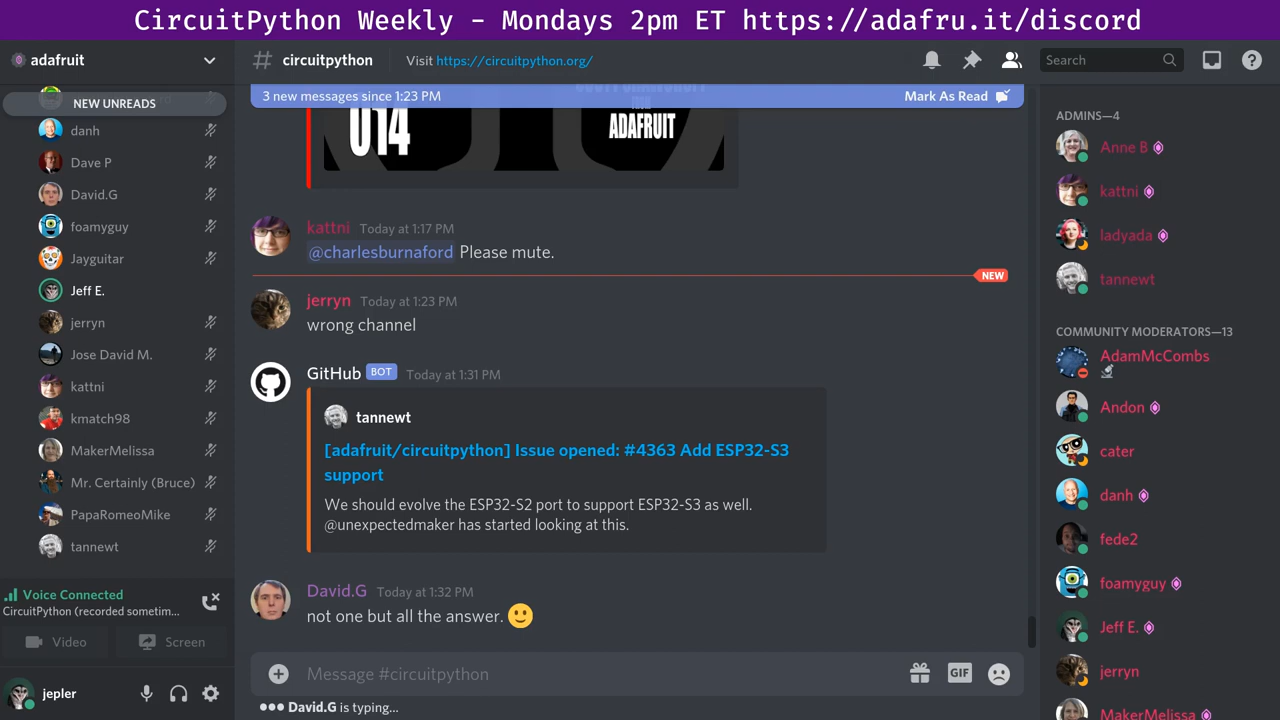 CircuitPython Weekly - Mondays 2pm ET https://adafru.it/discord
adafruit
NEW UNREADS
danh
Dave P
David.G
foamyguy
Jayguitar
Jeff E.
jerryn
Jose David M.
kattni
kmatch98
MakerMelissa
Mr. Certainly (Bruce)
PapaRomeoMike
tannewt
Voice Connected
CircuitPython (recorded sometim...
Video
Screen
jepler
# circuitpython
Visit https://circuitpython.org/
Search
3 new messages since 1:23 PM
Mark As Read
014
ADAFRUIT
kattni Today at 1:17 PM
@charlesburnaford Please mute.
NEW
jerryn Today at 1:23 PM
wrong channel
GitHub BOT Today at 1:31 PM
tannewt
[adafruit/circuitpython] Issue opened: #4363 Add ESP32-S3
support
We should evolve the ESP32-S2 port to support ESP32-S3 as well.
@unexpectedmaker has started looking at this.
David.G Today at 1:32 PM
not one but all the answer.
Message #circuitpython
GIF
David.G is typing...
ADMINS—4
Anne B
kattni
ladyada
tannewt
COMMUNITY MODERATORS—13
AdamMcCombs
Andon
cater
danh
fede2
foamyguy
Jeff E.
jerryn
MakerMelissa